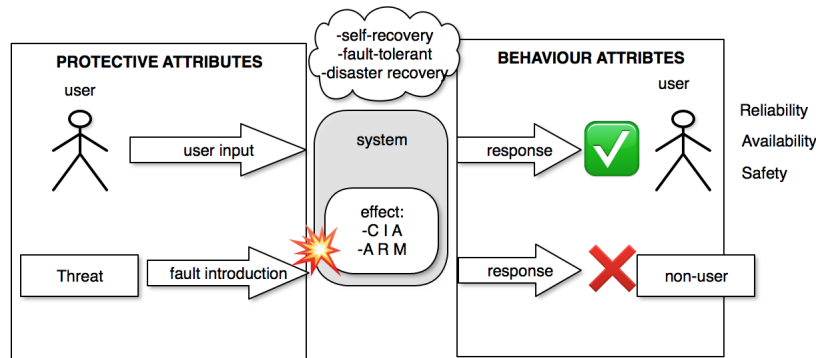 -self-recovery
-fault-tolerant
-disaster recovery
PROTECTIVE ATTRIBUTES
user
user input
Threat
fault introduction
system
effect:
-C I A
-A R M
BEHAVIOUR ATTRIBTES
response
user
Reliability
Availability
Safety
response
non-user